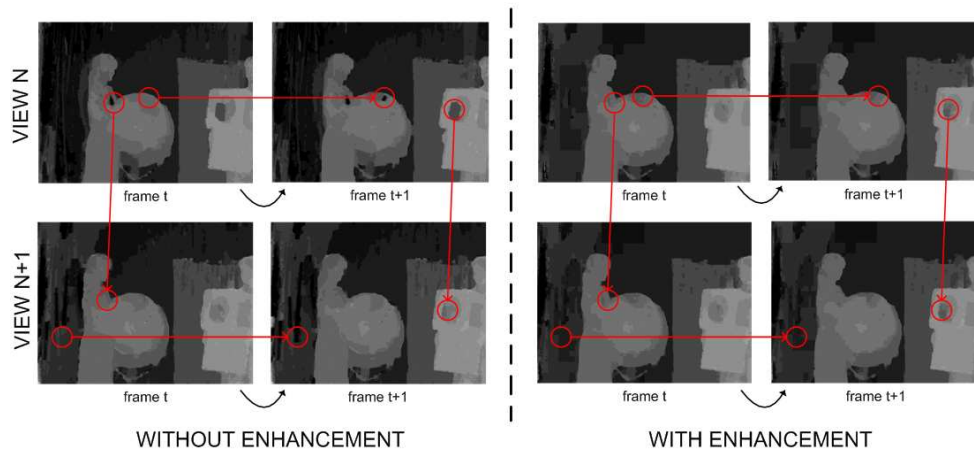 VIEW N
frame t
frame t+1
frame t
frame t+1
VIEW N+1
frame t
frame t+1
frame t
frame t+1
WITHOUT ENHANCEMENT
WITH ENHANCEMENT